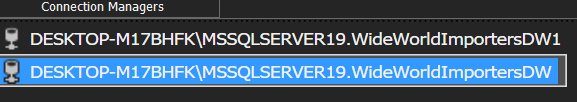 Connection Managers
DESKTOP-M17BHFK\MSSQLSERVER19.WideWorldImportersDW1
DESKTOP-M17BHFK\MSSQLSERVER19.WideWorldImportersDW